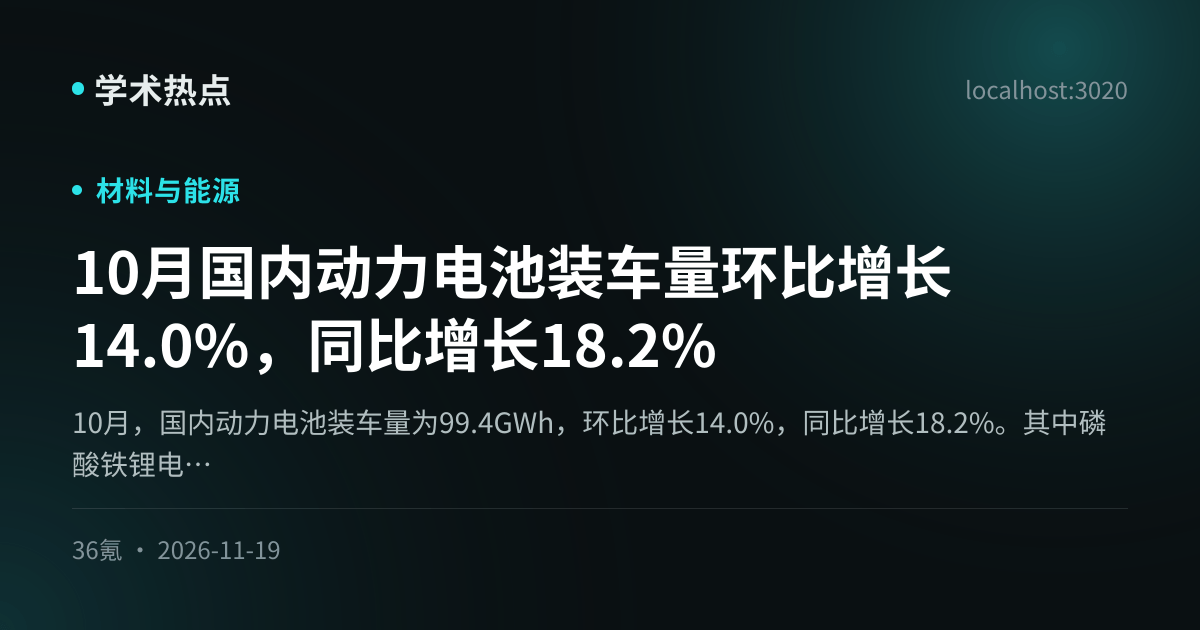 学术热点
localhost:3020
材料与能源
10月国内动力电池装车量环比增长
14.0%，同比增长18.2%
10月，国内动力电池装车量为99.4GWh，环比增长14.0%，同比增长18.2%。其中磷
酸铁锂电…
36氪 · 2026-11-19